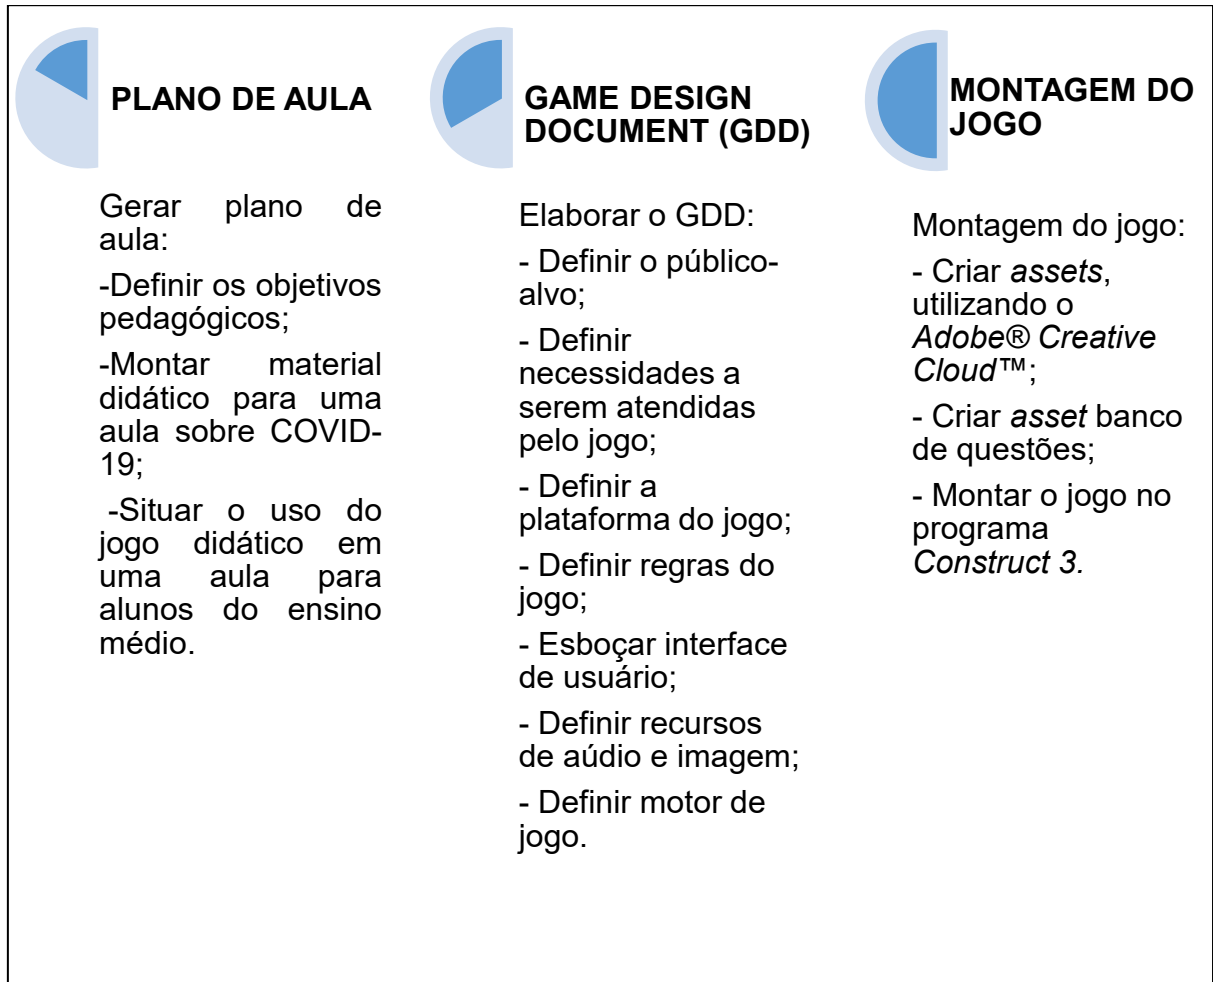 PLANO DE AULA
Gerar plano de
aula:
-Definir os objetivos
pedagógicos;
-Montar material
didático para uma
aula sobre COVID-
19;
-Situar o uso do
jogo didático em
uma aula para
alunos do ensino
médio.
GAME DESIGN
DOCUMENT (GDD)
Elaborar o GDD:
- Definir o público-
alvo;
- Definir
necessidades a
serem atendidas
pelo jogo;
- Definir a
plataforma do jogo;
- Definir regras do
jogo;
- Esboçar interface
de usuário;
- Definir recursos
de aúdio e imagem;
- Definir motor de
jogo.
MONTAGEM DO
JOGO
Montagem do jogo:
- Criar assets,
utilizando o
Adobe® Creative
Cloud™;
- Criar asset banco
de questões;
- Montar o jogo no
programa
Construct 3.